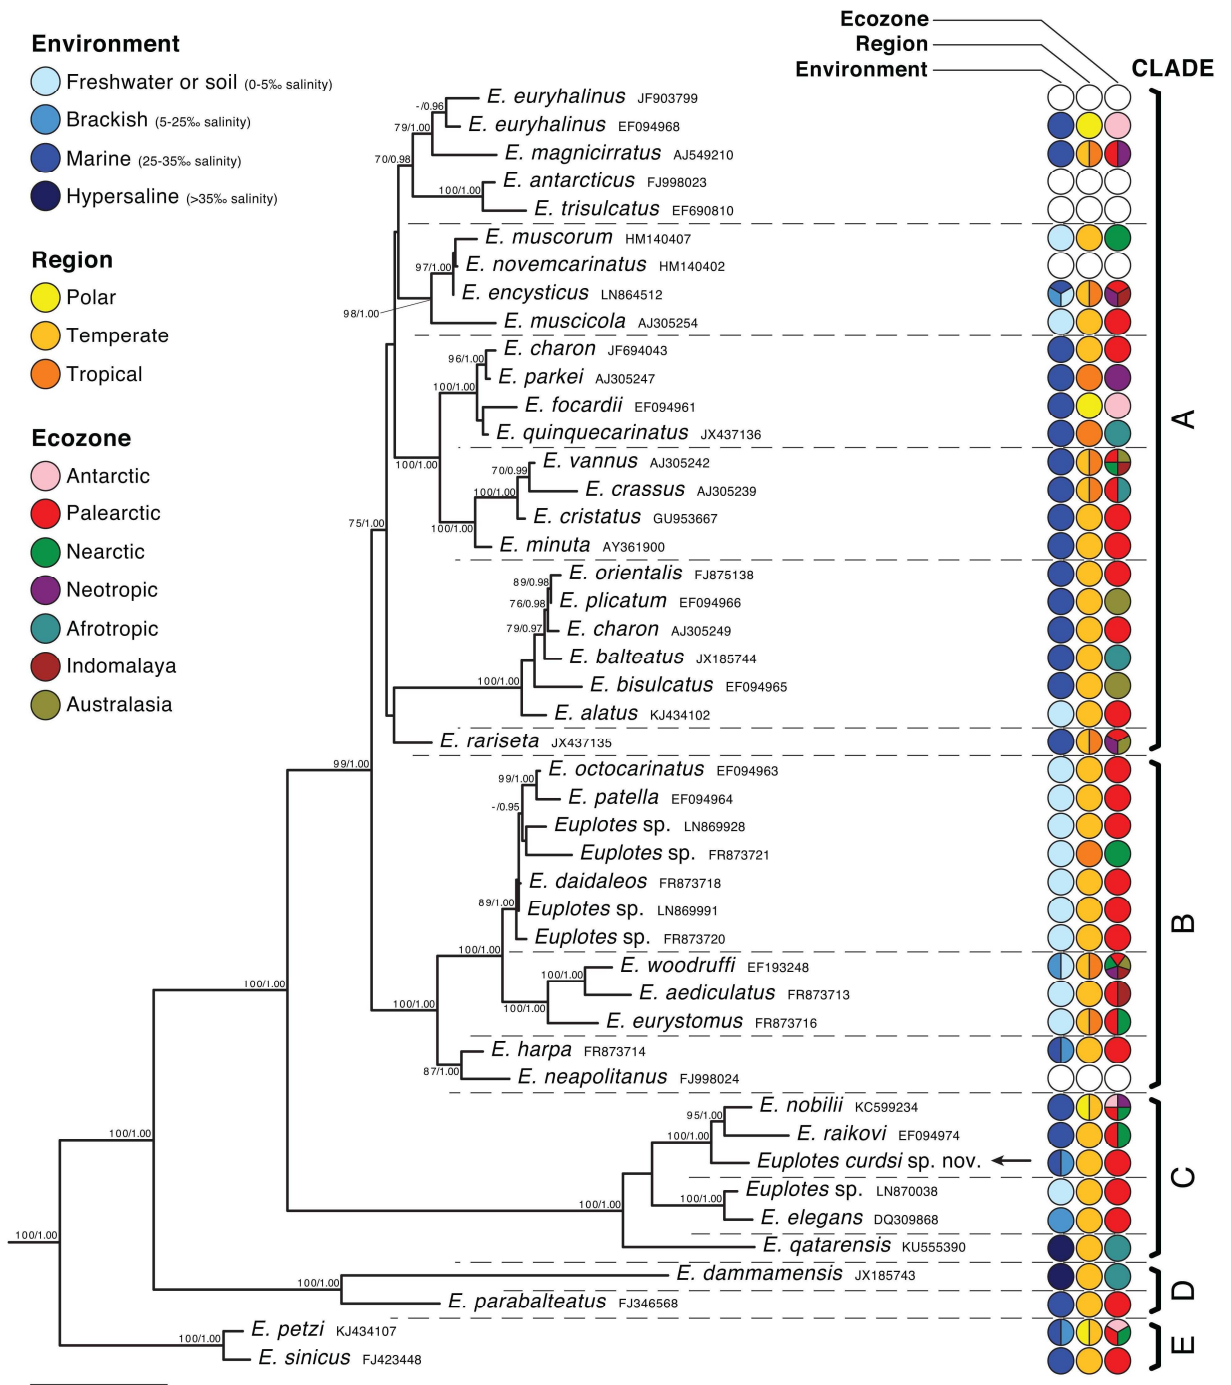 Ecozone
Region
Environment
CLADE
Environment
Freshwater or soil (0-5‰ salinity)
Brackish (5-25‰ salinity)
Marine (25-35‰ salinity)
Hypersaline (>35‰ salinity)
Region
Polar
Temperate
Tropical
Ecozone
Antarctic
Palearctic
Nearctic
Neotropic
Afrotropic
Indomalaya
Australasia
E. euryhalinus JF903799
-/0.96
E. euryhalinus EF094968
79/1.00
E. magnicirratus AJ549210
70/0.98
E. antarcticus FJ998023
100/1.00
E. trisulcatus EF690810
E. muscorum HM140407
E. novemcarinatus HM140402
97/1.00
E. encysticus LN864512
98/1.00
E. muscicola AJ305254
E. charon JF694043
96/1.00
E. parkei AJ305247
100/1.00
E. focardii EF094961
A
E. quinquecarinatus JX437136
100/1.00
E. vannus AJ305242
70/0.99
E. crassus AJ305239
100/1.00
E. cristatus GU953667
75/1.00
100/1.00
E. minuta AY361900
E. orientalis FJ875138
89/0.98
E. plicatum EF094966
76/0.98
E. charon AJ305249
79/0.97
E. balteatus JX185744
100/1.00
E. bisulcatus EF094965
E. alatus KJ434102
E. rariseta JX437135
99/1.00
E. octocarinatus EF094963
99/1.00
E. patella EF094964
-/0.95
Euplotes sp. LN869928
Euplotes sp. FR873721
E. daidaleos FR873718
89/1.00
Euplotes sp. LN869991
B
Euplotes sp. FR873720
100/1.00
E. woodruffi EF193248
100/1.00
100/1.00
E. aediculatus FR873713
100/1.00
100/1.00
E. eurystomus FR873716
E. harpa FR873714
87/1.00
E. neapolitanus FJ998024
E. nobilii KC599234
95/1.00
E. raikovi EF094974
100/1.00
100/1.00
Euplotes curdsi sp. nov.
C
Euplotes sp. LN870038
100/1.00
100/1.00
E. elegans DQ309868
100/1.00
E. qatarensis KU555390
E. dammamensis JX185743
100/1.00
D
E. parabalteatus FJ346568
E. petzi KJ434107
100/1.00
E
E. sinicus FJ423448